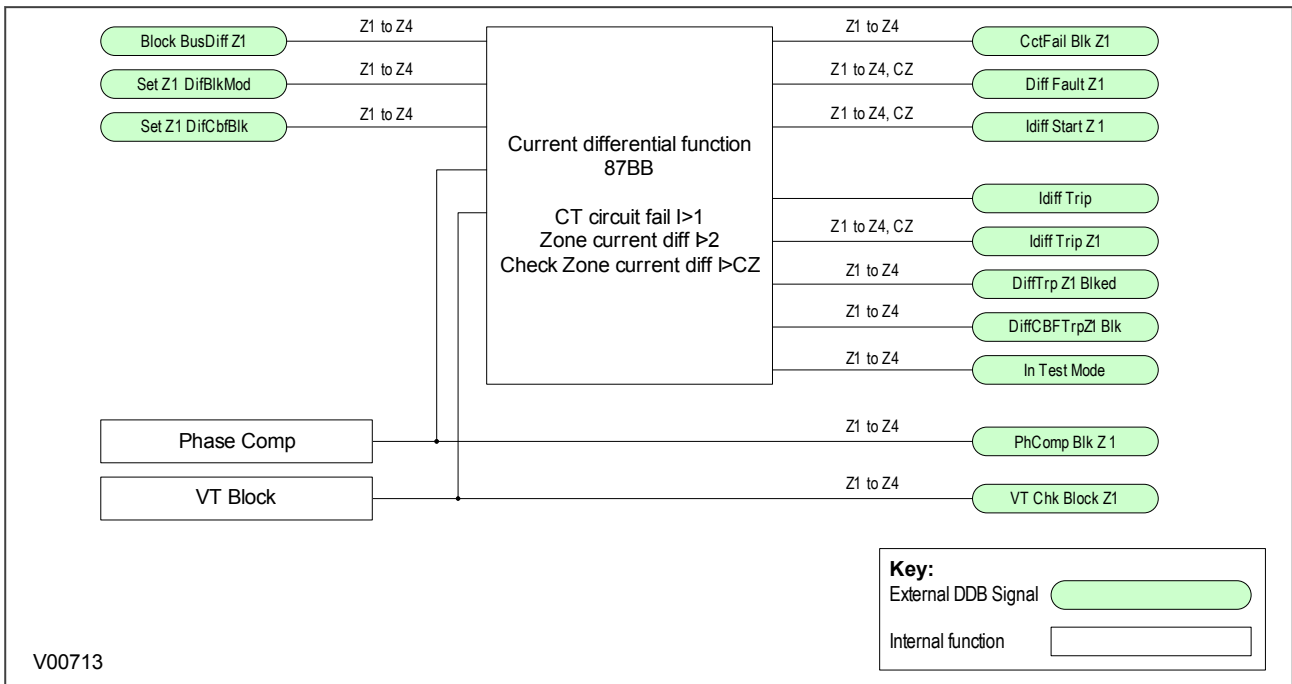 Block BusDiff Z1
Z1 to Z4
Set Z1 DifBlkMod
Z1 to Z4
Set Z1 DifCbfBlk
Z1 to Z4
Current differential function
87BB
CT circuit fail I>1
Zone current diff I>2
Check Zone current diff I>CZ
Z1 to Z4
CctFail Blk Z1
Z1 to Z4, CZ
Diff Fault Z1
Z1 to Z4, CZ
Idiff Start Z 1
Idiff Trip
Z1 to Z4, CZ
Idiff Trip Z1
Z1 to Z4
DiffTrp Z1 Blked
Z1 to Z4
DiffCBFTrpZ1 Blk
Z1 to Z4
In Test Mode
Phase Comp
Z1 to Z4
PhComp Blk Z 1
VT Block
Z1 to Z4
VT Chk Block Z1
Key:
External DDB Signal
Internal function
V00713